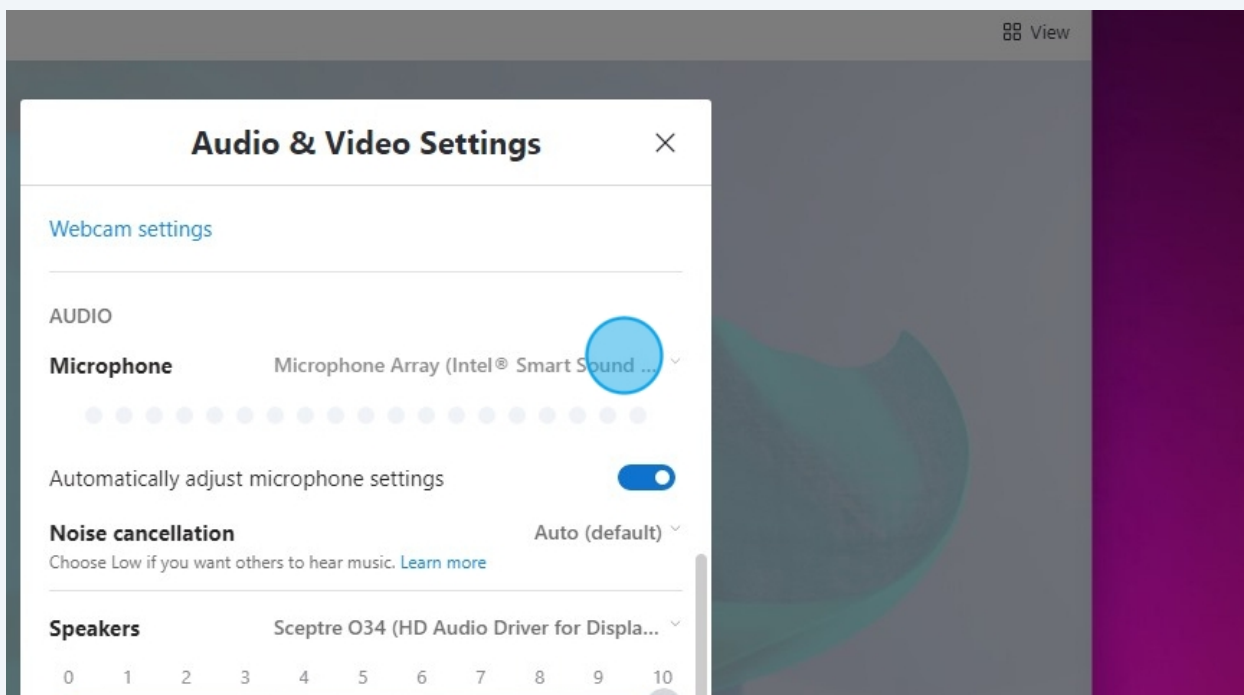 View
Audio & Video Settings
Webcam settings
AUDIO
Microphone Microphone Array (Intel® Smart Sound ...
Automatically adjust microphone settings
Noise cancellation Auto (default)
Choose Low if you want others to hear music. Learn more
Speakers Sceptre O34 (HD Audio Driver for Displa...
0 1 2 3 4 5 6 7 8 9 10